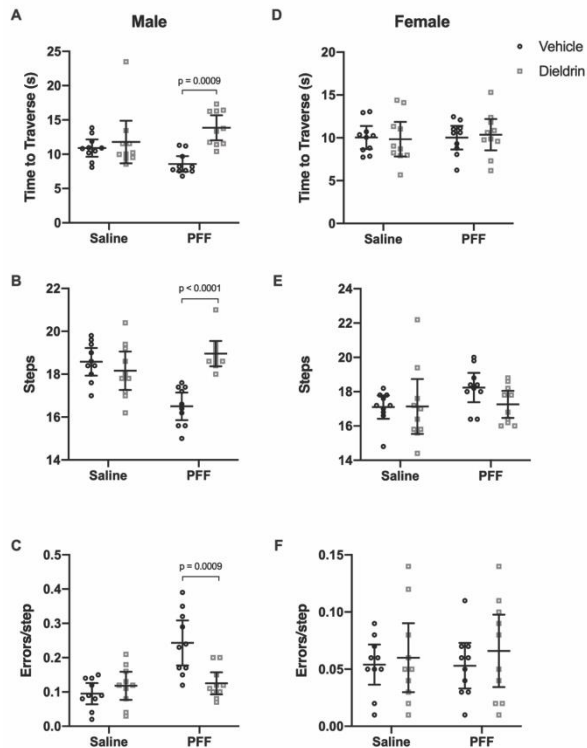 Male
Female
Vehicle
Dieldrin
A
Time to Traverse (s)
25
20
15
10
5
0
p = 0.0009
Saline
PFF
D
Time to Traverse (s)
20
15
10
5
0
Saline
PFF
B
Steps
22
20
18
16
14
p < 0.0001
Saline
PFF
E
Steps
24
22
20
18
16
14
Saline
PFF
C
Errors/step
0.5
0.4
0.3
0.2
0.1
0.0
p = 0.0009
Saline
PFF
F
Errors/step
0.15
0.10
0.05
0.00
Saline
PFF